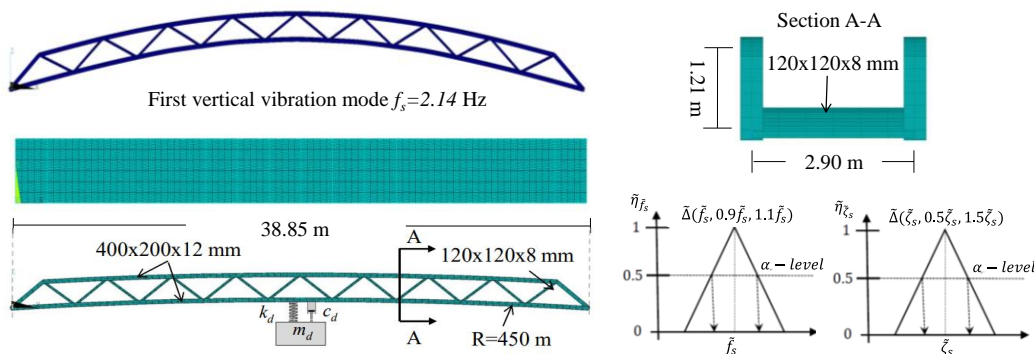 First vertical vibration mode f_s=2.14 Hz
38.85 m
400x200x12 mm
120x120x8 mm
A
A
k_d
c_d
m_d
R=450 m
Section A-A
120x120x8 mm
1.21 m
2.90 m
η̃_f̃s
Δ̃(f̃_s, 0.9f̃_s, 1.1f̃_s)
1
0.5
α - level
0
f̃_s
η̃_ζ̃s
Δ̃(ζ̃_s, 0.5ζ̃_s, 1.5ζ̃_s)
1
0.5
α - level
0
ζ̃_s